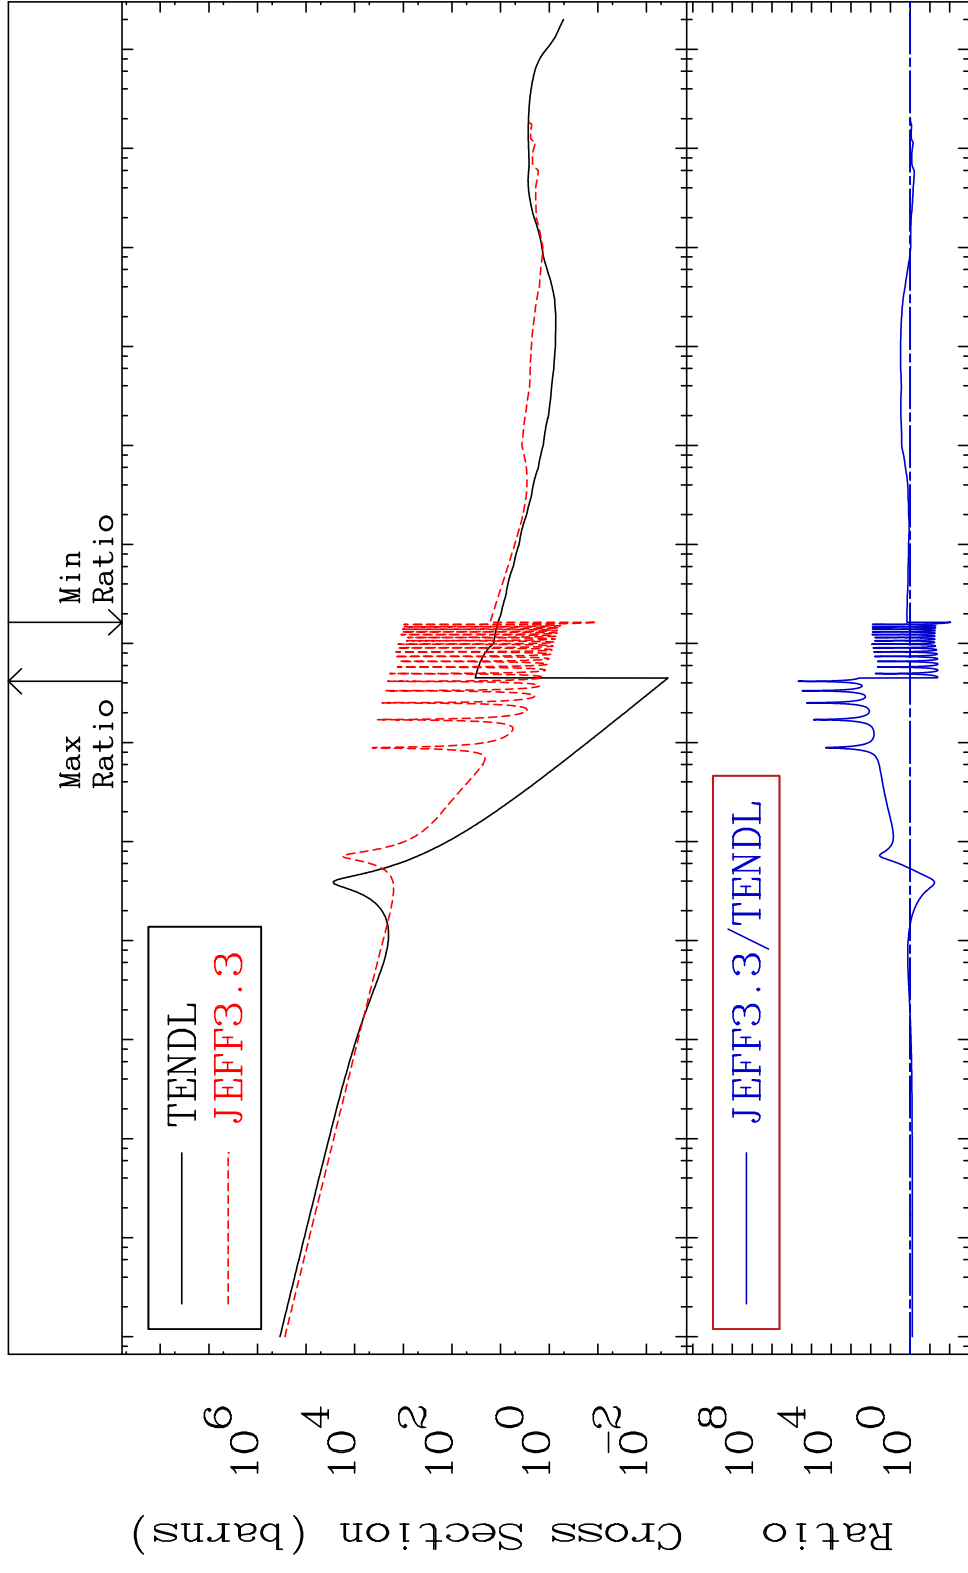 Max
Ratio
Min
Ratio
TENDL
JEFF3.3
10^6
10^4
10^2
10^0
10^-2
Cross Section (barns)
JEFF3.3/TENDL
10^8
10^4
10^0
Ratio